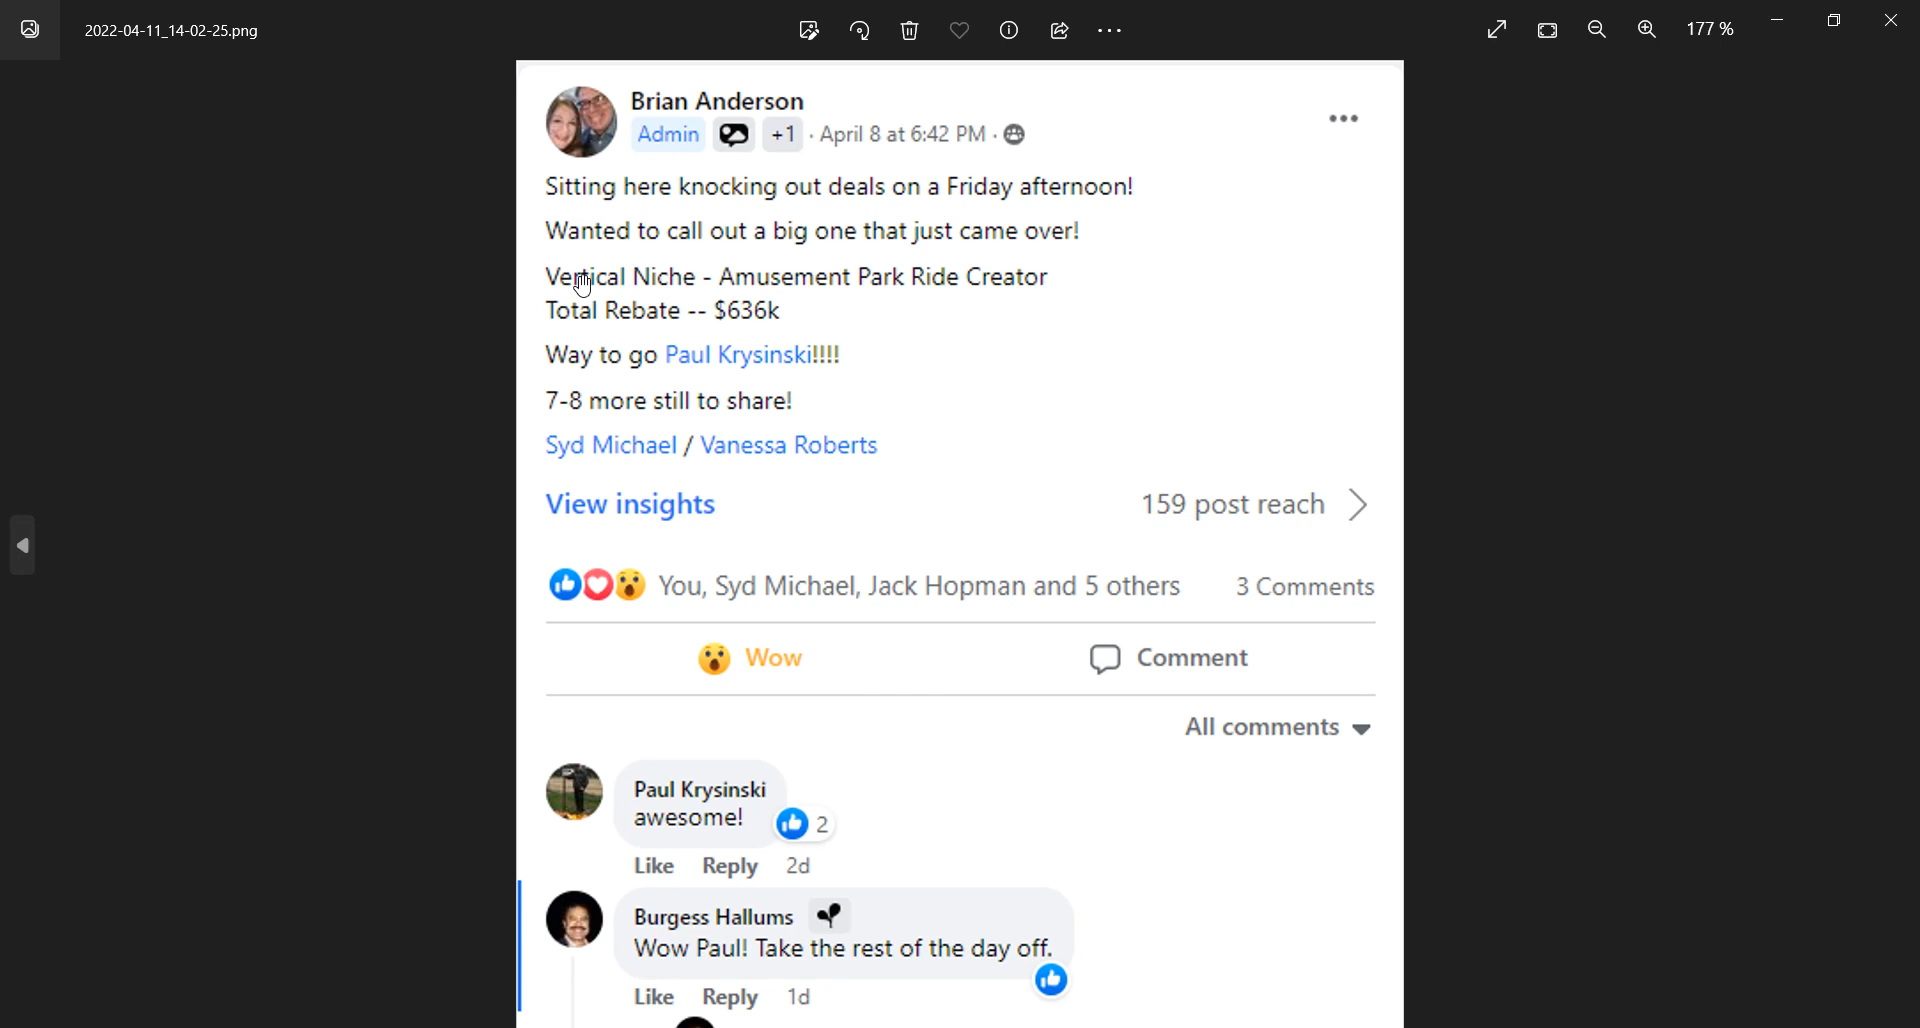 2022-04-11_14-02-25.png
177 %
Brian Anderson
Admin +1 · April 8 at 6:42 PM ·
Sitting here knocking out deals on a Friday afternoon!
Wanted to call out a big one that just came over!
Vertical Niche - Amusement Park Ride Creator
Total Rebate -- $636k
Way to go Paul Krysinski!!!!
7-8 more still to share!
Syd Michael / Vanessa Roberts
View insights
159 post reach
You, Syd Michael, Jack Hopman and 5 others
3 Comments
Wow
Comment
All comments
Paul Krysinski
awesome!
2
Like Reply 2d
Burgess Hallums
Wow Paul! Take the rest of the day off.
Like Reply 1d